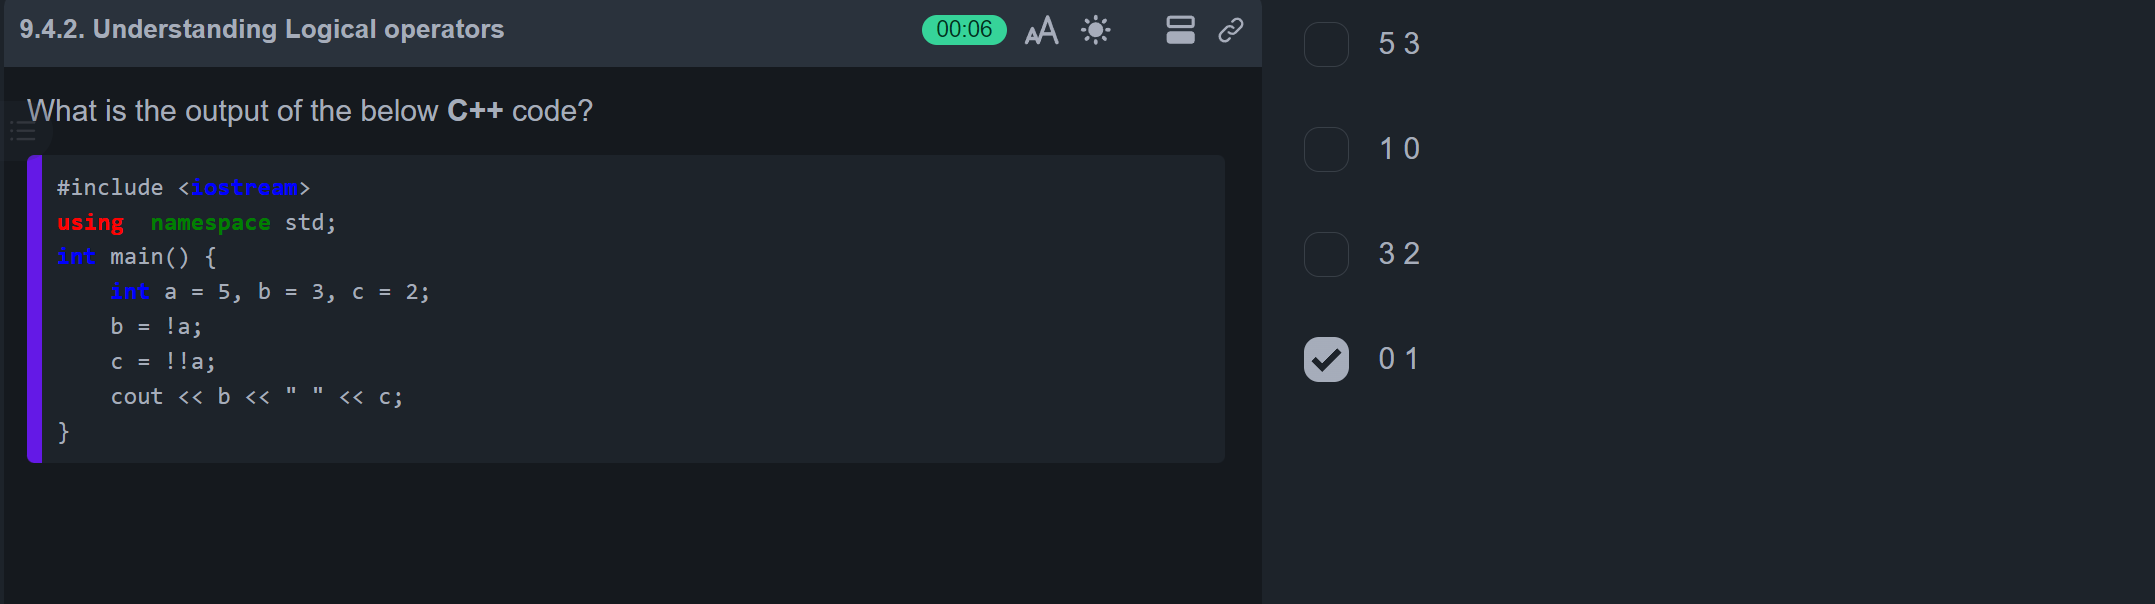 9.4.2. Understanding Logical operators
00:06
What is the output of the below C++ code?
#include <iostream>
using  namespace std;
int main() {
    int a = 5, b = 3, c = 2;
    b = !a;
    c = !!a;
    cout << b << " " << c;
}
5 3
1 0
3 2
0 1